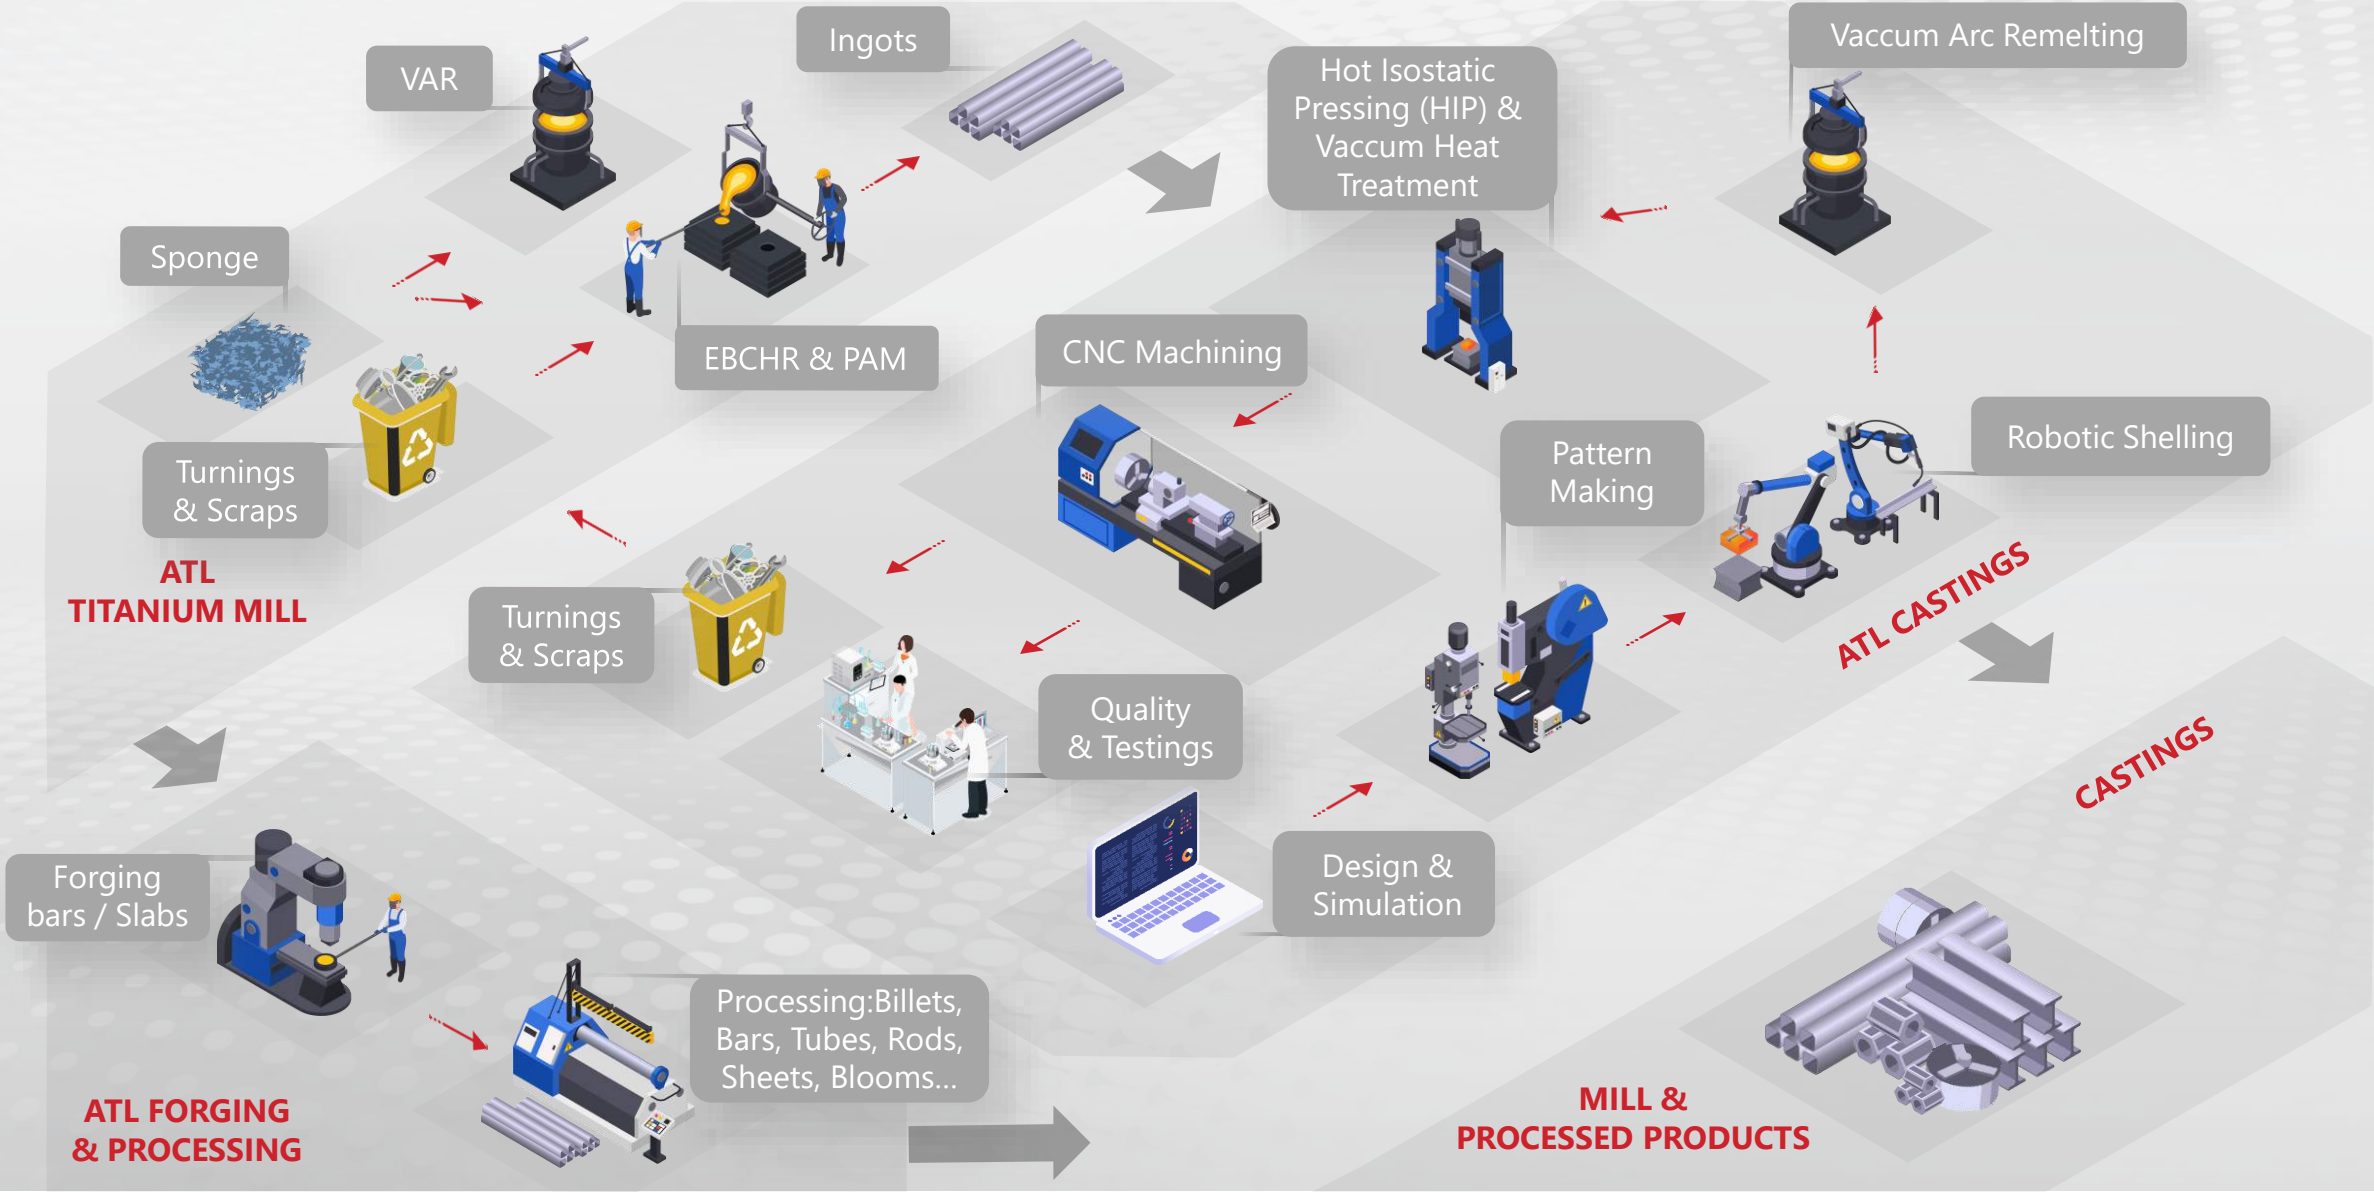 VAR
Ingots
Vaccum Arc Remelting
Hot Isostatic
Pressing (HIP) &
Vaccum Heat
Treatment
Sponge
EBCHR & PAM
CNC Machining
Turnings
& Scraps
ATL
TITANIUM MILL
Pattern
Making
Robotic Shelling
ATL CASTINGS
Turnings
& Scraps
Quality
& Testings
CASTINGS
Forging
bars / Slabs
Design &
Simulation
Processing:Billets,
Bars, Tubes, Rods,
Sheets, Blooms...
ATL FORGING
& PROCESSING
MILL &
PROCESSED PRODUCTS